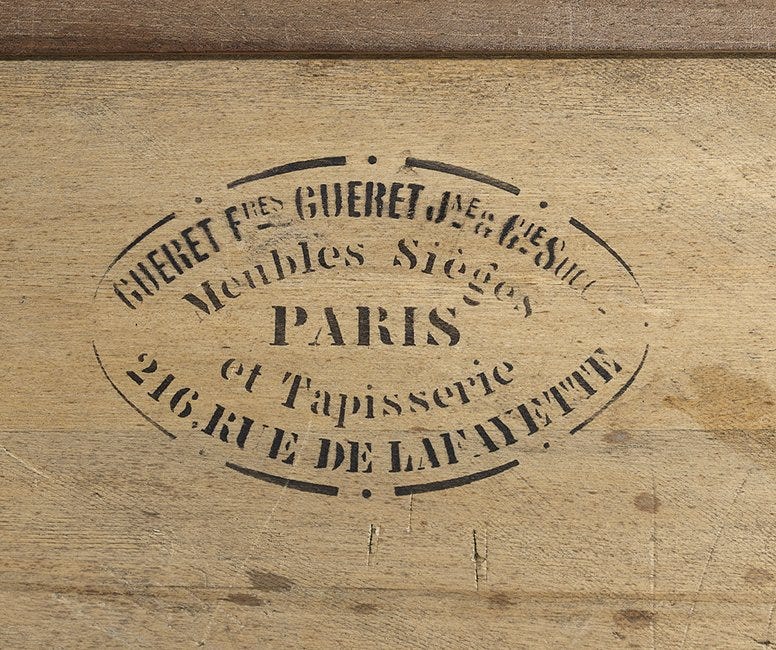 GUERET FRES GUERET JNE & CIE Succ.
Meubles Sièges
PARIS
et Tapisserie
216, RUE DE LAFAYETTE